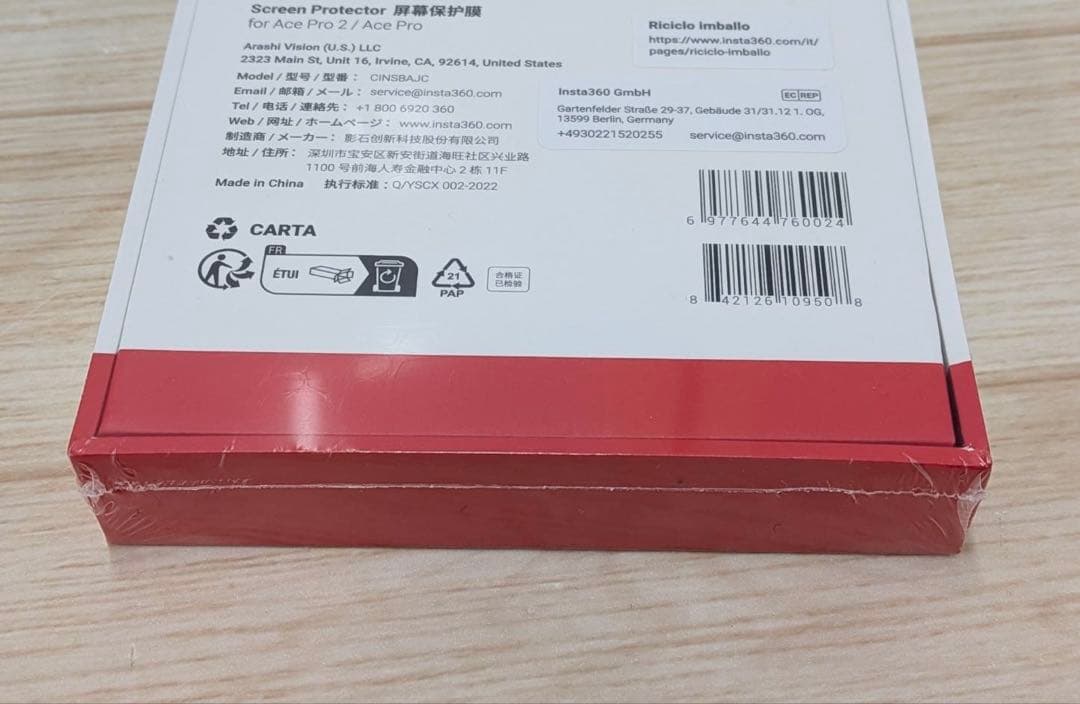 Screen Protector 屏幕保护膜
for Ace Pro 2 / Ace Pro
Arashi Vision (U.S.) LLC
2323 Main St, Unit 16, Irvine, CA, 92614, United States
Model / 型号 / 型番： CINSBAJC
Email / 邮箱 / メール： service@insta360.com
Tel / 电话 / 連絡先： +1 800 6920 360
Web / 网址 / ホームページ： www.insta360.com
制造商 / メーカー： 影石创新科技股份有限公司
地址 / 住所： 深圳市宝安区新安街道海旺社区兴业路
1100 号前海人寿金融中心 2 栋 11F
Made in China 执行标准：Q/YSCX 002-2022
CARTA
FR
ÉTUI
21
PAP
合格证
已检验
Riciclo imballo
https://www.insta360.com/it/
pages/riciclo-imballo
Insta360 GmbH
EC REP
Gartenfelder Straße 29-37, Gebäude 31/31.12 1. OG,
13599 Berlin, Germany
+4930221520255 service@insta360.com
6 977644 760024
8 42126 10950 8